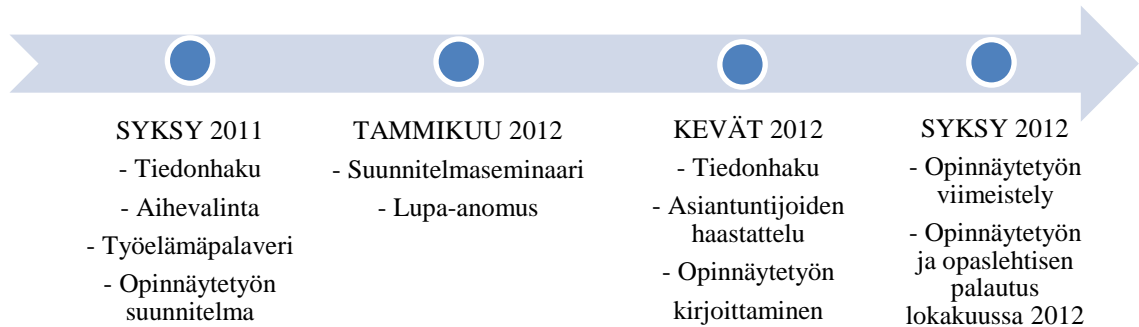 SYKSY 2011
- Tiedonhaku
- Aihevalinta
- Työelämäpalaveri
- Opinnäytetyön
suunnitelma
TAMMIKUU 2012
- Suunnitelmaseminaari
- Lupa-anomus
KEVÄT 2012
- Tiedonhaku
- Asiantuntijoiden
haastattelu
- Opinnäytetyön
kirjoittaminen
SYKSY 2012
- Opinnäytetyön
viimeistely
- Opinnäytetyön
ja opaslehtisen
palautus
lokakuussa 2012